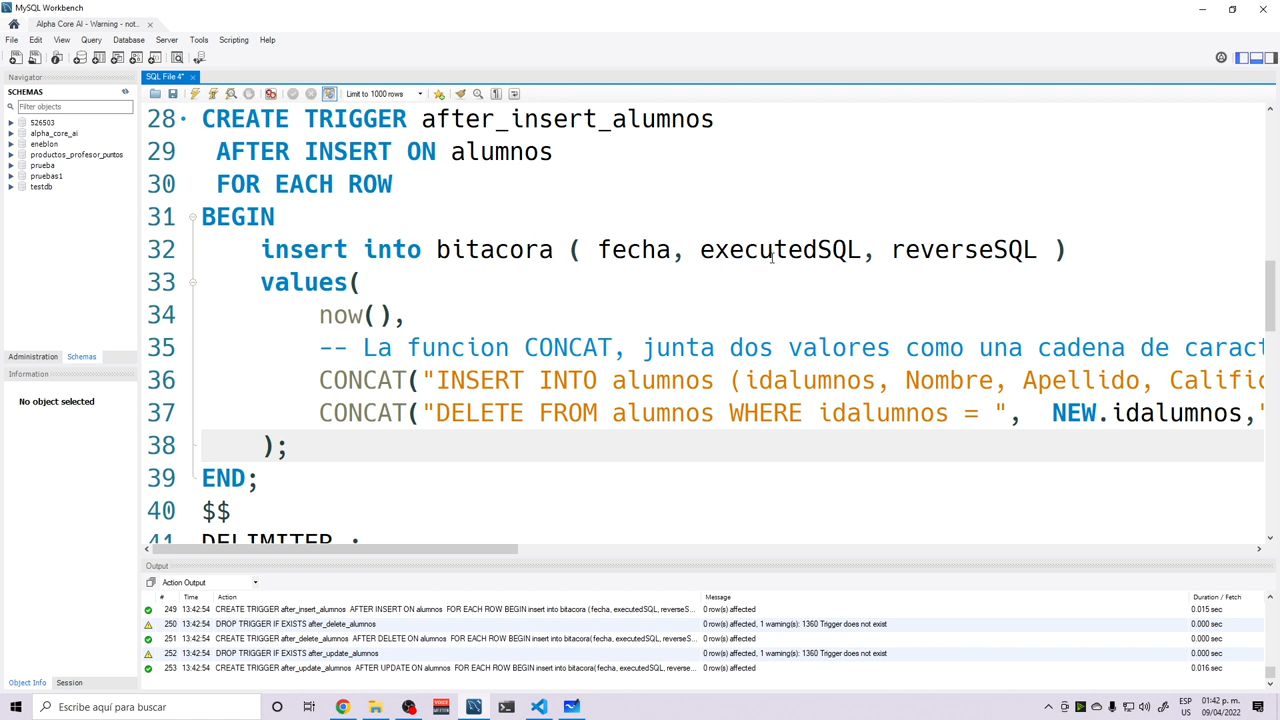 MySQL Workbench
Alpha Core AI - Warning - not...
File Edit View Query Database Server Tools Scripting Help
Navigator
SCHEMAS
Filter objects
526503
alpha_core_ai
eneblon
productos_profesor_puntos
prueba
pruebas1
testdb
Administration Schemas
Information
No object selected
Object Info Session
SQL File 4*
Limit to 1000 rows
28 CREATE TRIGGER after_insert_alumnos
29 AFTER INSERT ON alumnos
30 FOR EACH ROW
31 BEGIN
32 insert into bitacora ( fecha, executedSQL, reverseSQL )
33 values(
34 now(),
35 -- La funcion CONCAT, junta dos valores como una cadena de caract
36 CONCAT("INSERT INTO alumnos (idalumnos, Nombre, Apellido, Califi
37 CONCAT("DELETE FROM alumnos WHERE idalumnos = ", NEW.idalumnos,"
38 );
39 END;
40 $$
41 DELIMITER ;
Output
Action Output
# Time Action Message Duration / Fetch
249 13:42:54 CREATE TRIGGER after_insert_alumnos AFTER INSERT ON alumnos FOR EACH ROW BEGIN insert into bitacora ( fecha, executedSQL, reverseS... 0 row(s) affected 0.015 sec
250 13:42:54 DROP TRIGGER IF EXISTS after_delete_alumnos 0 row(s) affected, 1 warning(s): 1360 Trigger does not exist 0.000 sec
251 13:42:54 CREATE TRIGGER after_delete_alumnos AFTER DELETE ON alumnos FOR EACH ROW BEGIN insert into bitacora(fecha, executedSQL, reverseS... 0 row(s) affected 0.000 sec
252 13:42:54 DROP TRIGGER IF EXISTS after_update_alumnos 0 row(s) affected, 1 warning(s): 1360 Trigger does not exist 0.000 sec
253 13:42:54 CREATE TRIGGER after_update_alumnos AFTER UPDATE ON alumnos FOR EACH ROW BEGIN insert into bitacora(fecha, executedSQL, reverseS... 0 row(s) affected 0.016 sec
Escribe aquí para buscar
ESP
US
01:42 p. m.
09/04/2022